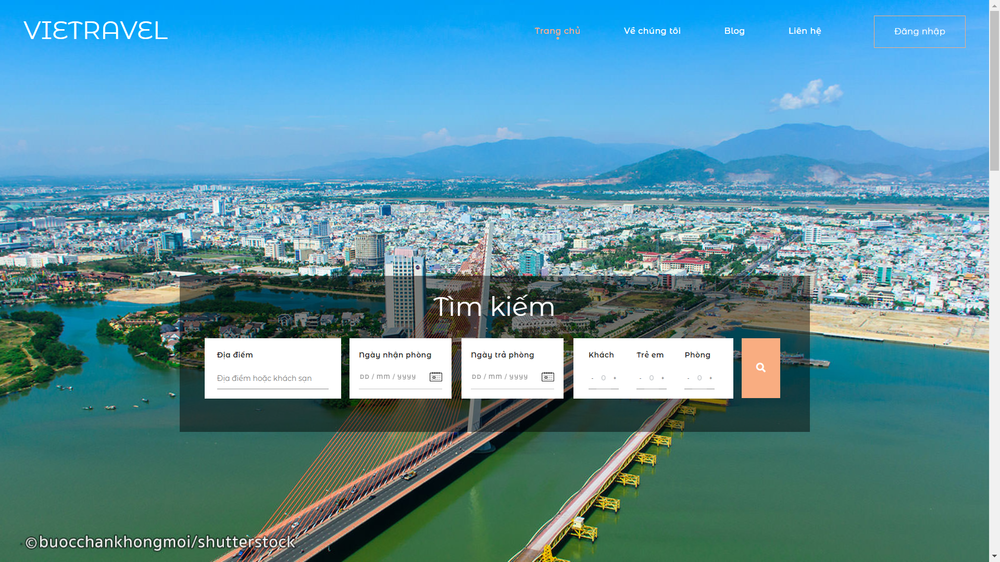 VIETRAVEL
Trang chủ
Về chúng tôi
Blog
Liên hệ
Đăng nhập
Tìm kiếm
Địa điểm
Địa điểm hoặc khách sạn
Ngày nhận phòng
DD / MM / YYYY
Ngày trả phòng
DD / MM / YYYY
Khách
- 0 +
Trẻ em
- 0 +
Phòng
- 0 +
©buocchankhongmoi/shutterstock